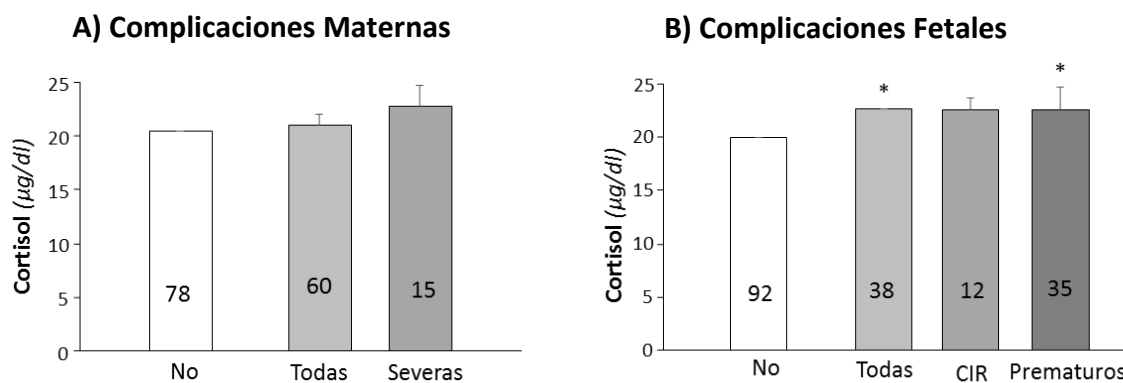 A) Complicaciones Maternas
25
20
15
10
5
0
Cortisol (μg/dl)
78
60
15
No
Todas
Severas
B) Complicaciones Fetales
25
20
15
10
5
0
Cortisol (μg/dl)
*
*
92
38
12
35
No
Todas
CIR
Prematuros